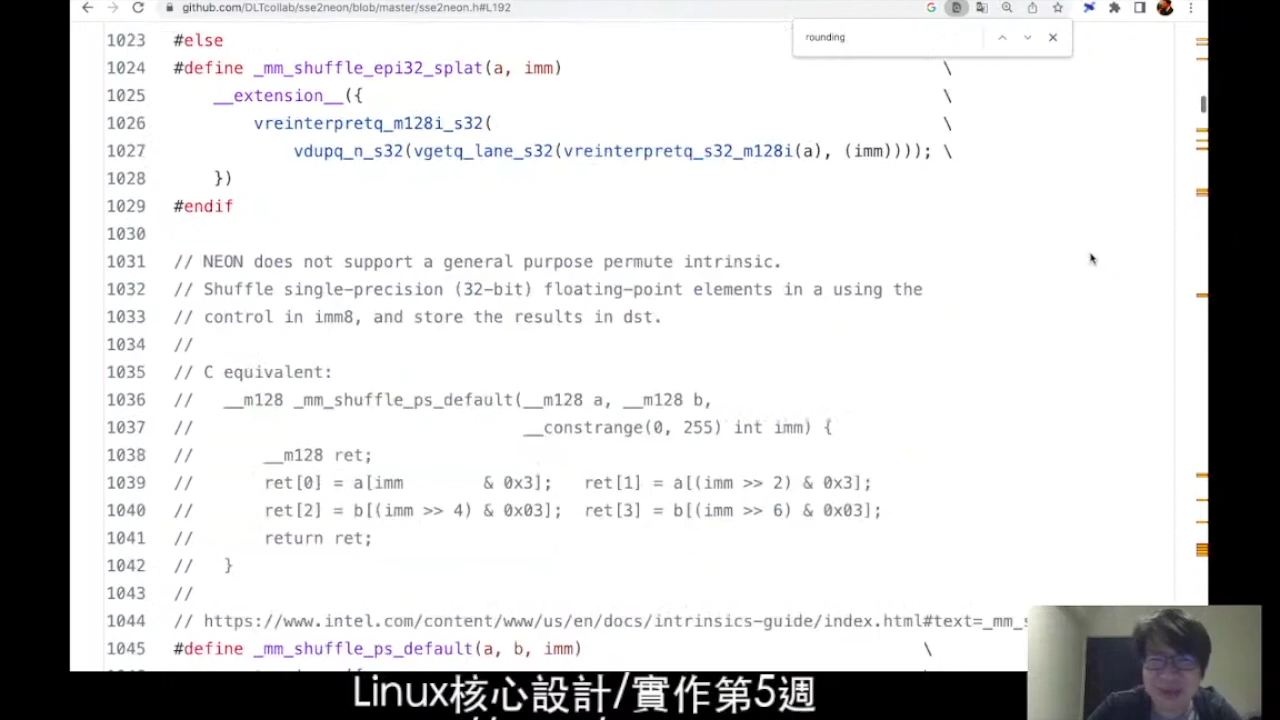 github.com/DLTcollab/sse2neon/blob/master/sse2neon.h#L192
rounding
1023 #else
1024 #define _mm_shuffle_epi32_splat(a, imm) \
1025 __extension__({ \
1026 vreinterpretq_m128i_s32( \
1027 vdupq_n_s32(vgetq_lane_s32(vreinterpretq_s32_m128i(a), (imm)))); \
1028 })
1029 #endif
1030
1031 // NEON does not support a general purpose permute intrinsic.
1032 // Shuffle single-precision (32-bit) floating-point elements in a using the
1033 // control in imm8, and store the results in dst.
1034 //
1035 // C equivalent:
1036 // __m128 _mm_shuffle_ps_default(__m128 a, __m128 b,
1037 // __constrange(0, 255) int imm) {
1038 // __m128 ret;
1039 // ret[0] = a[imm & 0x3]; ret[1] = a[(imm >> 2) & 0x3];
1040 // ret[2] = b[(imm >> 4) & 0x03]; ret[3] = b[(imm >> 6) & 0x03];
1041 // return ret;
1042 // }
1043 //
1044 // https://www.intel.com/content/www/us/en/docs/intrinsics-guide/index.html#text=_mm_s
1045 #define _mm_shuffle_ps_default(a, b, imm) \
Linux核心設計/實作第5週